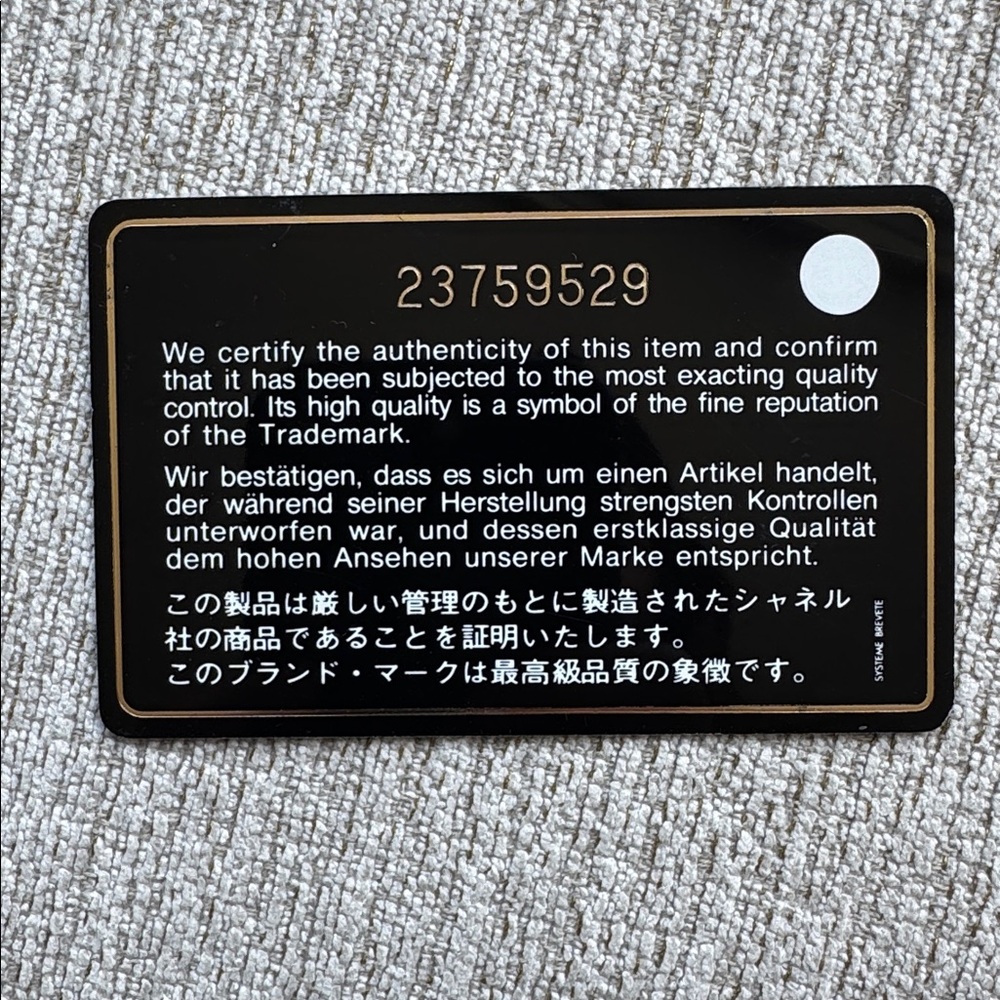 23759529
We certify the authenticity of this item and confirm
that it has been subjected to the most exacting quality
control. Its high quality is a symbol of the fine reputation
of the Trademark.
Wir bestätigen, dass es sich um einen Artikel handelt,
der während seiner Herstellung strengsten Kontrollen
unterworfen war, und dessen erstklassige Qualität
dem hohen Ansehen unserer Marke entspricht.
この製品は厳しい管理のもとに製造されたシャネル
社の商品であることを証明いたします。
このブランド・マークは最高級品質の象徴です。
SYSTEME BREVETE